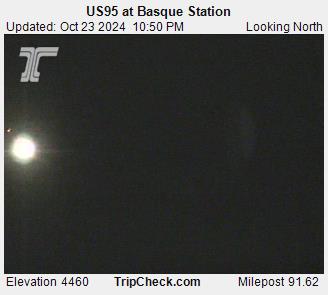 US95 at Basque Station
Updated: Oct 23 2024 10:50 PM Looking North
Elevation 4460 TripCheck.com Milepost 91.62